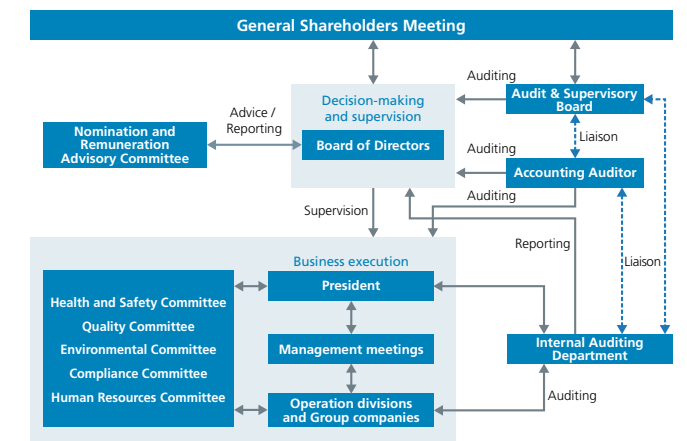 General Shareholders Meeting
Auditing
Decision-making
and supervision
Audit & Supervisory
Board
Advice /
Reporting
Nomination and
Remuneration
Advisory Committee
Board of Directors
Liaison
Auditing
Accounting Auditor
Auditing
Supervision
Reporting
Business execution
Liaison
President
Health and Safety Committee
Quality Committee
Environmental Committee
Compliance Committee
Human Resources Committee
Management meetings
Internal Auditing
Department
Operation divisions
and Group companies
Auditing